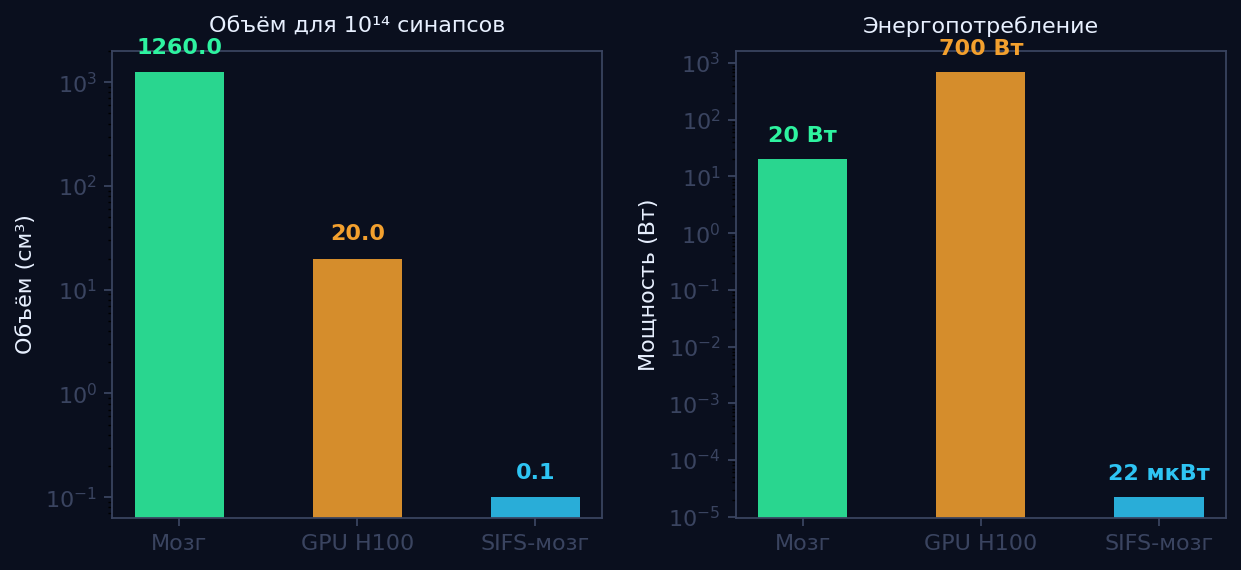 Объём для 10¹⁴ синапсов
1260.0
20.0
0.1
10³
10²
10¹
10⁰
10⁻¹
Объём (см³)
Мозг
GPU H100
SIFS-мозг
Энергопотребление
700 Вт
20 Вт
22 мкВт
10³
10²
10¹
10⁰
10⁻¹
10⁻²
10⁻³
10⁻⁴
10⁻⁵
Мощность (Вт)
Мозг
GPU H100
SIFS-мозг